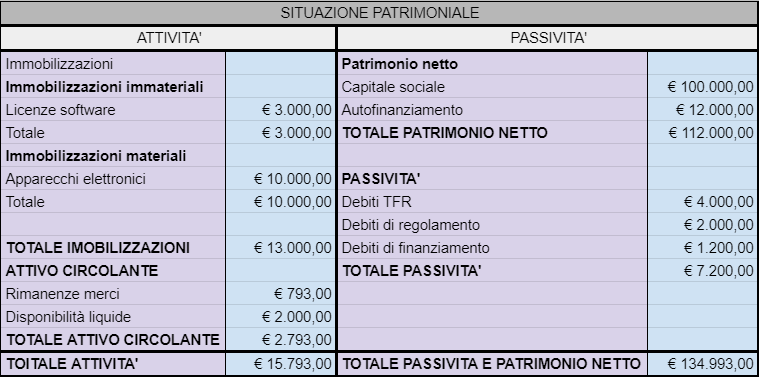 SITUAZIONE PATRIMONIALE
ATTIVITA' PASSIVITA'
Immobilizzazioni Patrimonio netto
Immobilizzazioni immateriali Capitale sociale € 100.000,00
Licenze software € 3.000,00 Autofinanziamento € 12.000,00
Totale € 3.000,00 TOTALE PATRIMONIO NETTO € 112.000,00
Immobilizzazioni materiali
Apparecchi elettronici € 10.000,00 PASSIVITA'
Totale € 10.000,00 Debiti TFR € 4.000,00
Debiti di regolamento € 2.000,00
TOTALE IMOBILIZZAZIONI € 13.000,00 Debiti di finanziamento € 1.200,00
ATTIVO CIRCOLANTE TOTALE PASSIVITA' € 7.200,00
Rimanenze merci € 793,00
Disponibilità liquide € 2.000,00
TOTALE ATTIVO CIRCOLANTE € 2.793,00
TOITALE ATTIVITA' € 15.793,00 TOTALE PASSIVITA E PATRIMONIO NETTO € 134.993,00